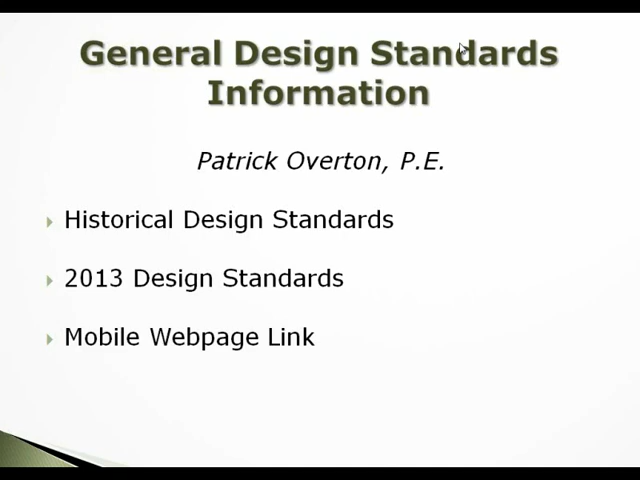 General Design Standards
Information
Patrick Overton, P.E.
Historical Design Standards
2013 Design Standards
Mobile Webpage Link